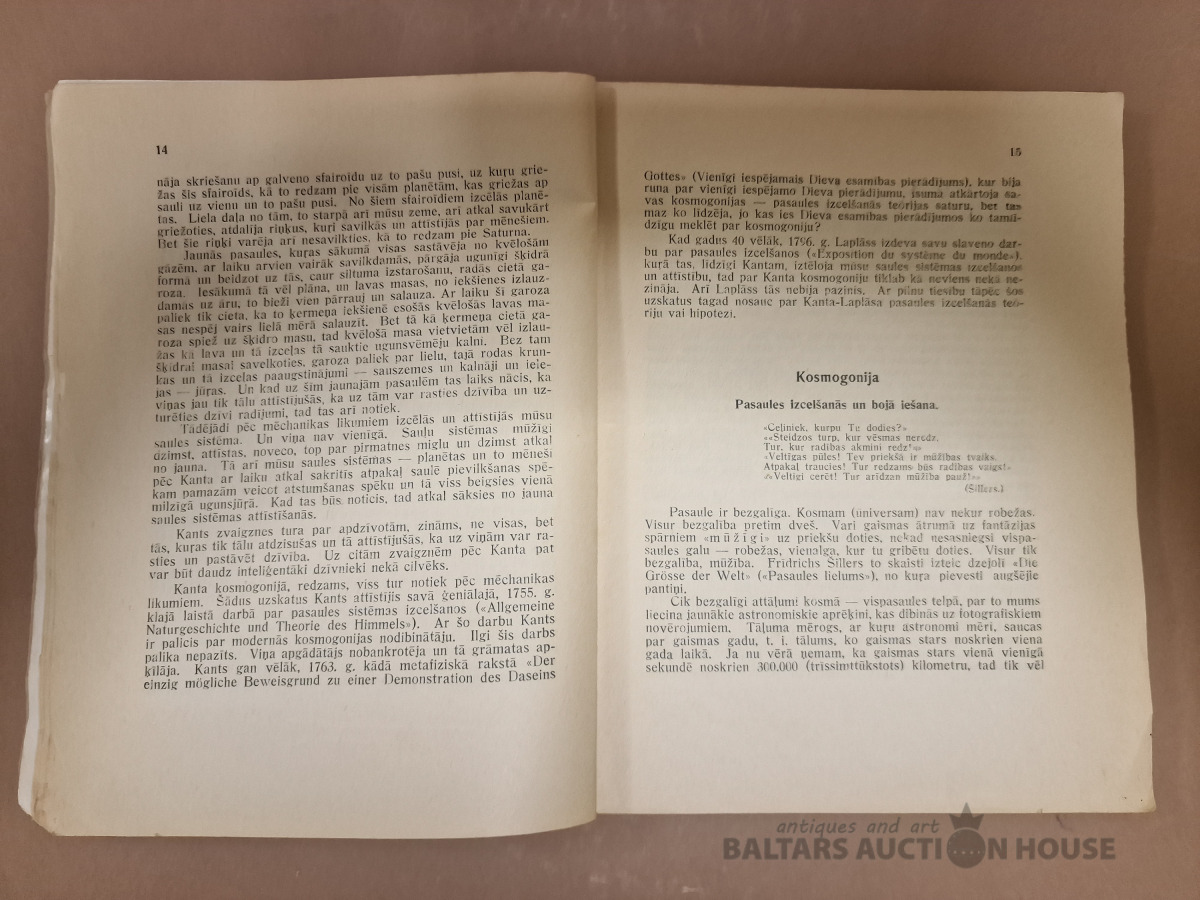 14
nāja skriešanu ap galveno sfairoidu uz to pašu pusi, uz kuŗu grie-
žas šis sfairoīds, kā to redzam pie visām planētām, kas griežas ap
sauli uz vienu un to pašu pusi. No šiem sfairoīdiem izcēlās planē-
tas. Liela daļa no tām, to starpā arī mūsu zeme, arī atkal savukārt
griežoties, atdalīja riņķus, kuŗi savilkās un attīstījās par mēnešiem.
Bet šie riņķi varēja arī nesavilkties, kā to redzam pie Saturna.
Jaunās pasaules, kuŗas sākumā visas sastāvēja no kvēlošām
gāzēm, ar laiku arvien vairāk savilkdamās, pārgāja ugunīgi šķidrā
formā un beidzot uz tās, caur siltuma izstarošanu, radās cietā ga-
roza. Iesākumā tā vēl plāna, un lavas masas, no iekšienes izlauz-
damās uz āru, to bieži vien pārrauj un salauza. Ar laiku šī garoza
paliek tik cieta, ka to ķermeņa iekšienē esošās kvēlošās lavas ma-
sas nespēj vairs lielā mērā salauzīt. Bet tā kā ķermeņa cietā ga-
roza spiež uz šķidro masu, tad kvēlošā masa vietvietām vēl izlau-
žas kā lava un tā izceļas tā sauktie ugunsvēmēju kalni. Bez tam
šķidrai masai savelkoties, garoza paliek par lielu, tajā rodas krun-
kas un tā izceļas paaugstinājumi — sauszemes un kalnāji un ielie-
jas — jūŗas. Un kad uz šīm jaunajām pasaulēm tas laiks nācis, ka
viņas jau tik tālu attīstījušās, ka uz tām var rasties dzīvība un uz-
turēties dzīvi radījumi, tad tas arī notiek.
Tādējādi pēc mēchanikas likumiem izcēlās un attīstījās mūsu
saules sistēma. Un viņa nav vienīgā. Sauļu sistēmas mūžīgi
dzimst, attīstas, noveco, top par pirmatnes miglu un dzimst atkal
no jauna. Tā arī mūsu saules sistēmas — planētas un to mēneši
pēc Kanta ar laiku atkal sakritīs atpakaļ saulē pievilkšanas spē-
kam pamazām veicot atstumšanas spēku un tā viss beigsies vienā
milzīgā ugunsjūŗā. Kad tas būs noticis, tad atkal sāksies no jauna
saules sistēmas attīstīšanās.
Kants zvaigznes tura par apdzīvotām, zināms, ne visas, bet
tās, kuŗas tik tālu atdzisušas un tā attīstījušās, ka uz viņām var ra-
sties un pastāvēt dzīvība. Uz citām zvaigznēm pēc Kanta pat
var būt daudz inteliģentāki dzīvnieki nekā cilvēks.
Kanta kosmogonijā, redzams, viss tur notiek pēc mēchanikas
likumiem. Šādus uzskatus Kants attīstījis savā ģeniālajā, 1755. g.
klajā laistā darbā par pasaules sistēmas izcelšanos («Allgemeine
Naturgeschichte und Theorie des Himmels»). Ar šo darbu Kants
ir palicis par modernās kosmogonijas nodibinātāju. Ilgi šis darbs
palika nepazīts. Viņa apgādātājs nobankrotēja un tā grāmatas ap-
ķīlāja. Kants gan vēlāk, 1763. g. kādā metafiziskā rakstā «Der
einzig mögliche Beweisgrund zu einer Demonstration des Daseins
15
Gottes» (Vienīgi iespējamais Dieva esamības pierādījums), kur bija
runa par vienīgi iespējamo Dieva pierādījumu, īsumā atkārtoja sa-
vas kosmogonijas — pasaules izcelšanās teōrijas saturu, bet tas
maz ko līdzēja, jo kas ies Dieva esamības pierādījumos ko tamlī-
dzīgu meklēt par kosmogoniju?
Kad gadus 40 vēlāk, 1796. g. Laplāss izdeva savu slaveno dar-
bu par pasaules izcelšanos («Exposition du système du monde»),
kuŗā tas, līdzīgi Kantam, iztēloja mūsu saules sistēmas izcelšanos
un attīstību, tad par Kanta kosmogoniju tiklab kā neviens nekā ne-
zināja. Arī Laplāss tās nebija pazinis. Ar pilnu tiesību tāpēc šos
uzskatus tagad nosauc par Kanta-Laplāsa pasaules izcelšanās teō-
riju vai hipotezi.
Kosmogonija
Pasaules izcelšanās un bojā iešana.
«Ceļiniek, kurpu Tu dodies?»
««Steidzos turp, kur vēsmas neredz,
Tur, kur radības akmiņi redz!»»
«Veltīgas pūles! Tev priekšā ir mūžības tvaiks.
Atpakaļ traucies! Tur redzams būs radības vaigs!»
«Veltīgi cerēt! Tur arīdzan mūžība pauž!»»
(Šillers.)
Pasaule ir bezgalīga. Kosmam (ūniversam) nav nekur robežas.
Visur bezgalība pretim dveš. Vari gaismas ātrumā uz fantāzijas
spārniem «mūžīgi» uz priekšu doties, nekad nesasniegsi vispa-
saules galu — robežas, vienalga, kur tu gribētu doties. Visur tik
bezgalība, mūžība. Frīdrichs Šillers to skaisti izteic dzejolī «Die
Grösse der Welt» («Pasaules lielums»), no kuŗa pievesti augšējie
pantiņi.
Cik bezgalīgi attāļumi kosmā — vispasaules telpā, par to mums
liecina jaunākie astronomiskie aprēķini, kas dibinās uz fotografiskiem
novērojumiem. Tāļuma mērogs, ar kuŗu astronomi mērī, saucas
par gaismas gadu, t. i. tāļums, ko gaismas stars noskrien viena
gada laikā. Ja nu vērā ņemam, ka gaismas stars vienā vienīgā
sekundē noskrien 300.000 (trīssimttūkstots) kilometru, tad tik vēl
antiques and art
BALTARS AUCTION HOUSE